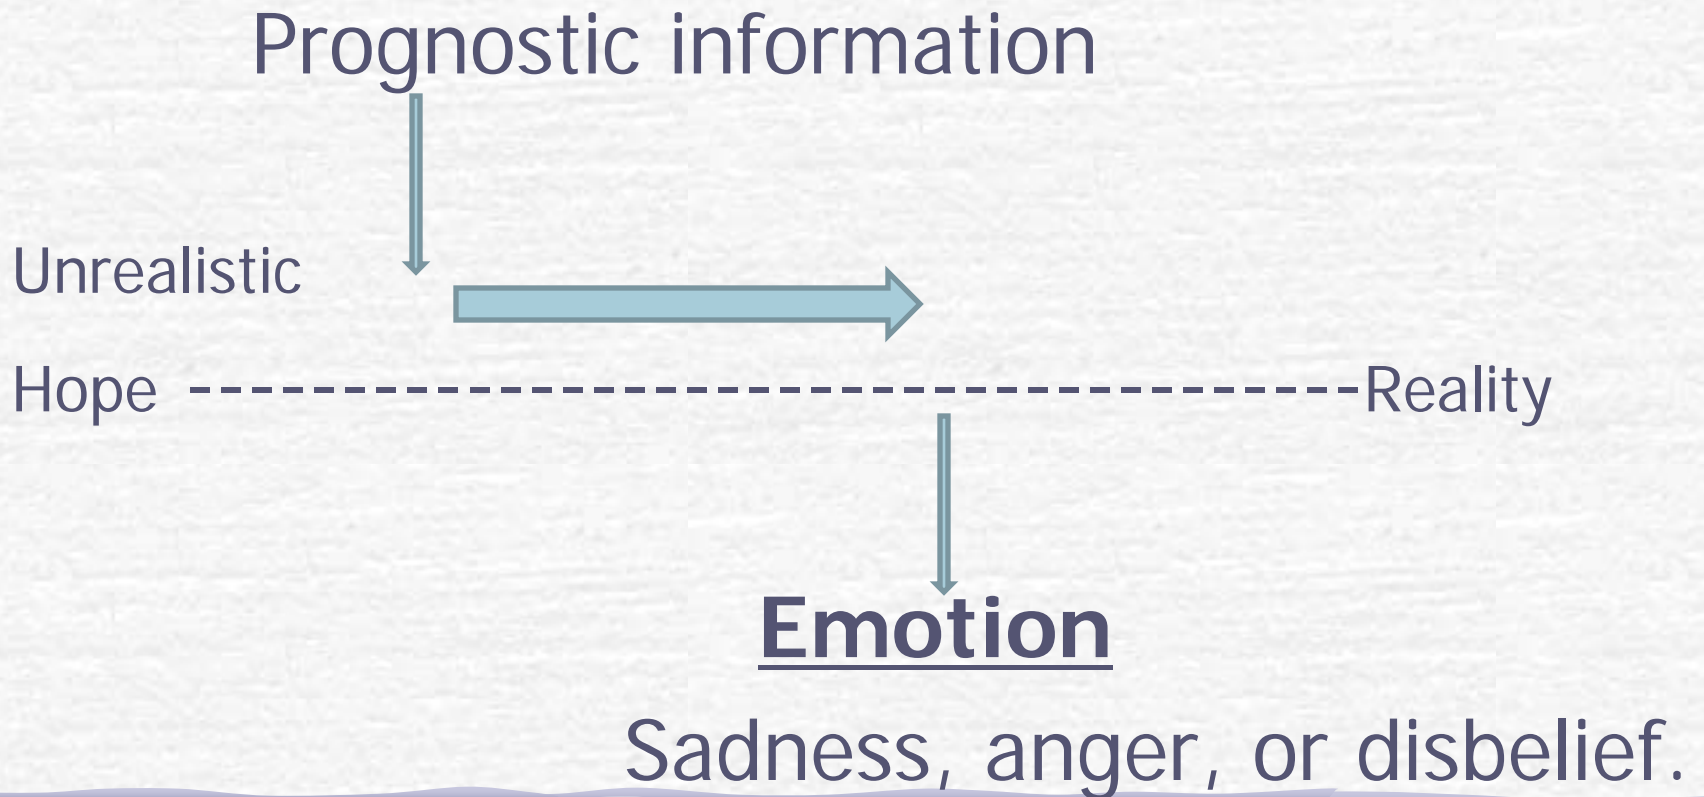 Prognostic information
Unrealistic
Hope Reality
Emotion
Sadness, anger, or disbelief.